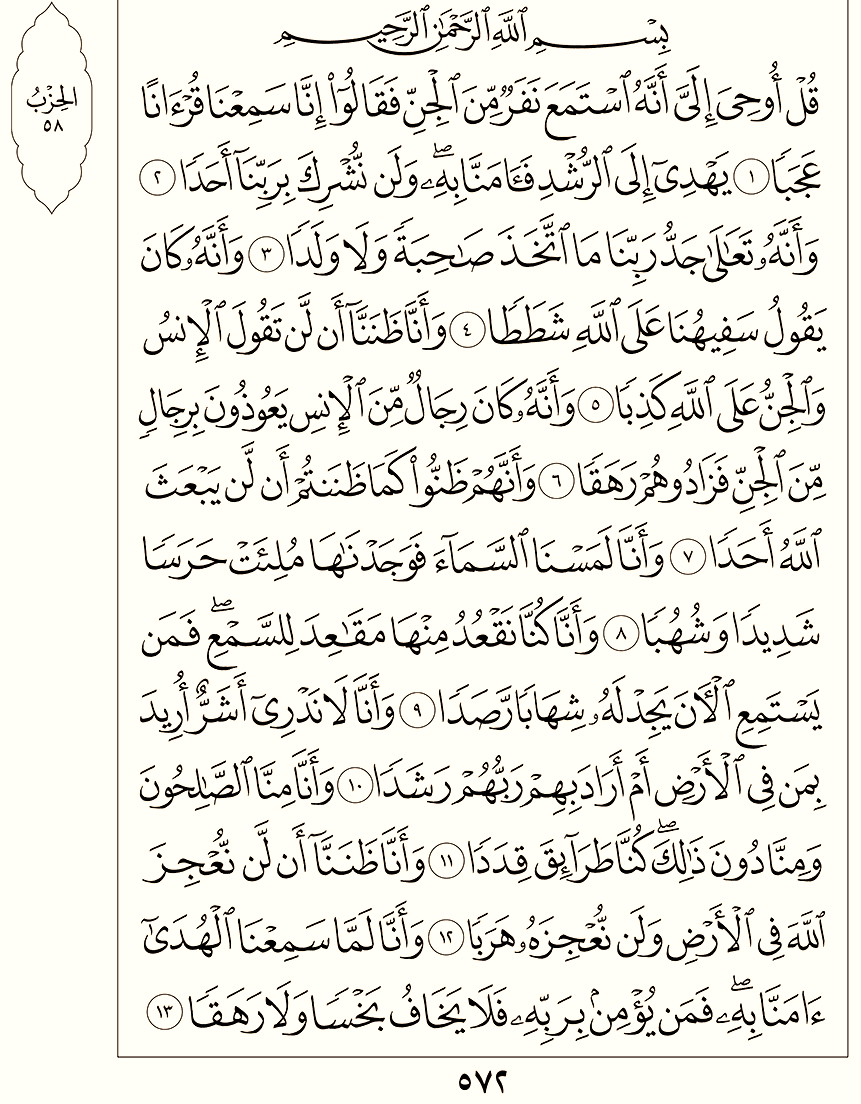 بِسْمِ ٱللَّهِ ٱلرَّحْمَٰنِ ٱلرَّحِيمِ
قُلْ أُوحِىَ إِلَىَّ أَنَّهُ ٱسْتَمَعَ نَفَرٌ مِّنَ ٱلْجِنِّ فَقَالُوٓا۟ إِنَّا سَمِعْنَا قُرْءَانًا
عَجَبًا ١ يَهْدِىٓ إِلَى ٱلرُّشْدِ فَـَٔامَنَّا بِهِۦ ۖ وَلَن نُّشْرِكَ بِرَبِّنَآ أَحَدًا ٢
وَأَنَّهُۥ تَعَٰلَىٰ جَدُّ رَبِّنَا مَا ٱتَّخَذَ صَٰحِبَةً وَلَا وَلَدًا ٣ وَأَنَّهُۥ كَانَ
يَقُولُ سَفِيهُنَا عَلَى ٱللَّهِ شَطَطًا ٤ وَأَنَّا ظَنَنَّآ أَن لَّن تَقُولَ ٱلْإِنسُ
وَٱلْجِنُّ عَلَى ٱللَّهِ كَذِبًا ٥ وَأَنَّهُۥ كَانَ رِجَالٌ مِّنَ ٱلْإِنسِ يَعُوذُونَ بِرِجَالٍ
مِّنَ ٱلْجِنِّ فَزَادُوهُمْ رَهَقًا ٦ وَأَنَّهُمْ ظَنُّوا۟ كَمَا ظَنَنتُمْ أَن لَّن يَبْعَثَ
ٱللَّهُ أَحَدًا ٧ وَأَنَّا لَمَسْنَا ٱلسَّمَآءَ فَوَجَدْنَٰهَا مُلِئَتْ حَرَسًا
شَدِيدًا وَشُهُبًا ٨ وَأَنَّا كُنَّا نَقْعُدُ مِنْهَا مَقَٰعِدَ لِلسَّمْعِ ۖ فَمَن
يَسْتَمِعِ ٱلْـَٔانَ يَجِدْ لَهُۥ شِهَابًا رَّصَدًا ٩ وَأَنَّا لَا نَدْرِىٓ أَشَرٌّ أُرِيدَ
بِمَن فِى ٱلْأَرْضِ أَمْ أَرَادَ بِهِمْ رَبُّهُمْ رَشَدًا ١٠ وَأَنَّا مِنَّا ٱلصَّٰلِحُونَ
وَمِنَّا دُونَ ذَٰلِكَ ۖ كُنَّا طَرَآئِقَ قِدَدًا ١١ وَأَنَّا ظَنَنَّآ أَن لَّن نُّعْجِزَ
ٱللَّهَ فِى ٱلْأَرْضِ وَلَن نُّعْجِزَهُۥ هَرَبًا ١٢ وَأَنَّا لَمَّا سَمِعْنَا ٱلْهُدَىٰٓ
ءَامَنَّا بِهِۦ ۖ فَمَن يُؤْمِنۢ بِرَبِّهِۦ فَلَا يَخَافُ بَخْسًا وَلَا رَهَقًا ١٣
الحِزْبُ
٥٨
٥٧٢